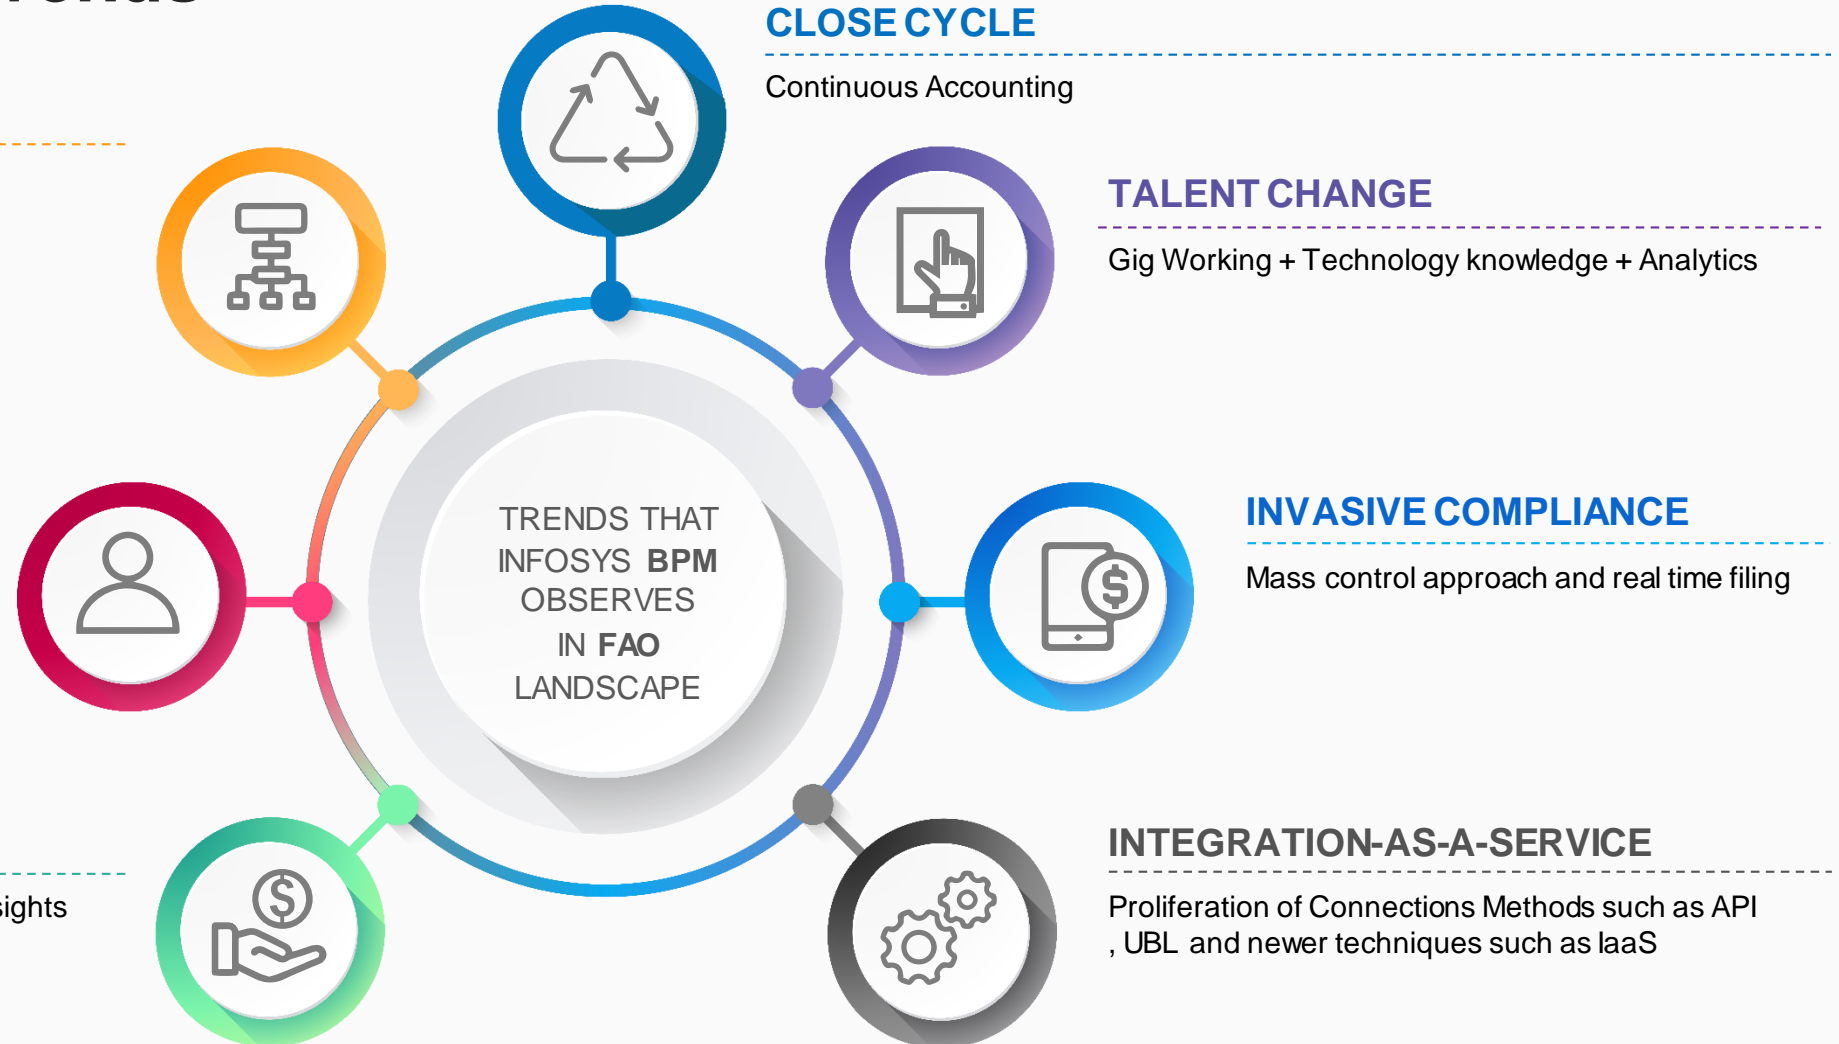 CLOSE CYCLE
Continuous Accounting
TALENT CHANGE
Gig Working + Technology knowledge + Analytics
TRENDS THAT
INFOSYS BPM
OBSERVES
IN FAO
LANDSCAPE
INVASIVE COMPLIANCE
Mass control approach and real time filing
INTEGRATION-AS-A-SERVICE
Proliferation of Connections Methods such as API
, UBL and newer techniques such as IaaS